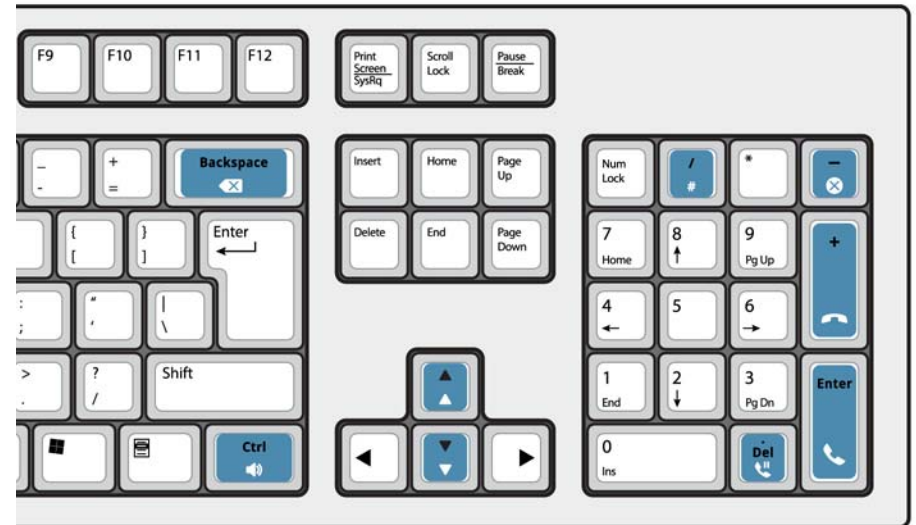 F9 F10 F11 F12 Print Scroll Pause
Screen Lock Break
SysRq
_ + Backspace Insert Home Page Num / * –
- = Up Lock #
{ } Enter Delete End Page 7 8 9 +
[ ] Down Home Pg Up
: " | 4 5 6
; ' \
> ? Shift 1 2 3 Enter
. / End Pg Dn
Ctrl 0 . Del
Ins